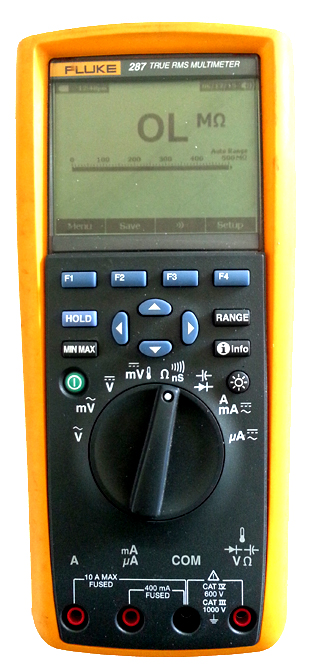 FLUKE 287 TRUE RMS MULTIMETER
OL MΩ
Auto Range
0 100 200 300 400 500MΩ
Menu Save Setup
F1 F2 F3 F4
HOLD RANGE
MIN MAX i info
V mV Ω nS
mV A mA
V µA
A mA µA COM V Ω
10 A MAX FUSED
400 mA FUSED
CAT IV
600 V
CAT III
1000 V